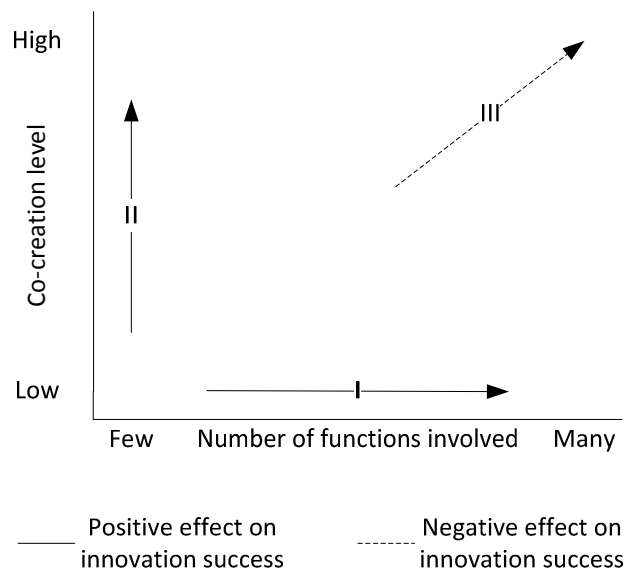 High
III
Co-creation level
II
Low
I
Few
Number of functions involved
Many
Positive effect on
innovation success
Negative effect on
innovation success